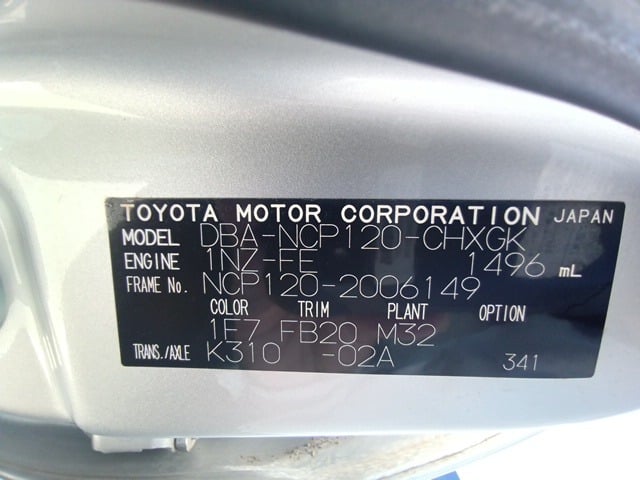 TOYOTA MOTOR CORPORATION JAPAN
MODEL DBA-NCP120-CHXGK
ENGINE 1NZ-FE 1496 mL
FRAME No. NCP120-2006149
COLOR TRIM PLANT OPTION
1E7 FB20 M32
TRANS./AXLE K310 -02A 341